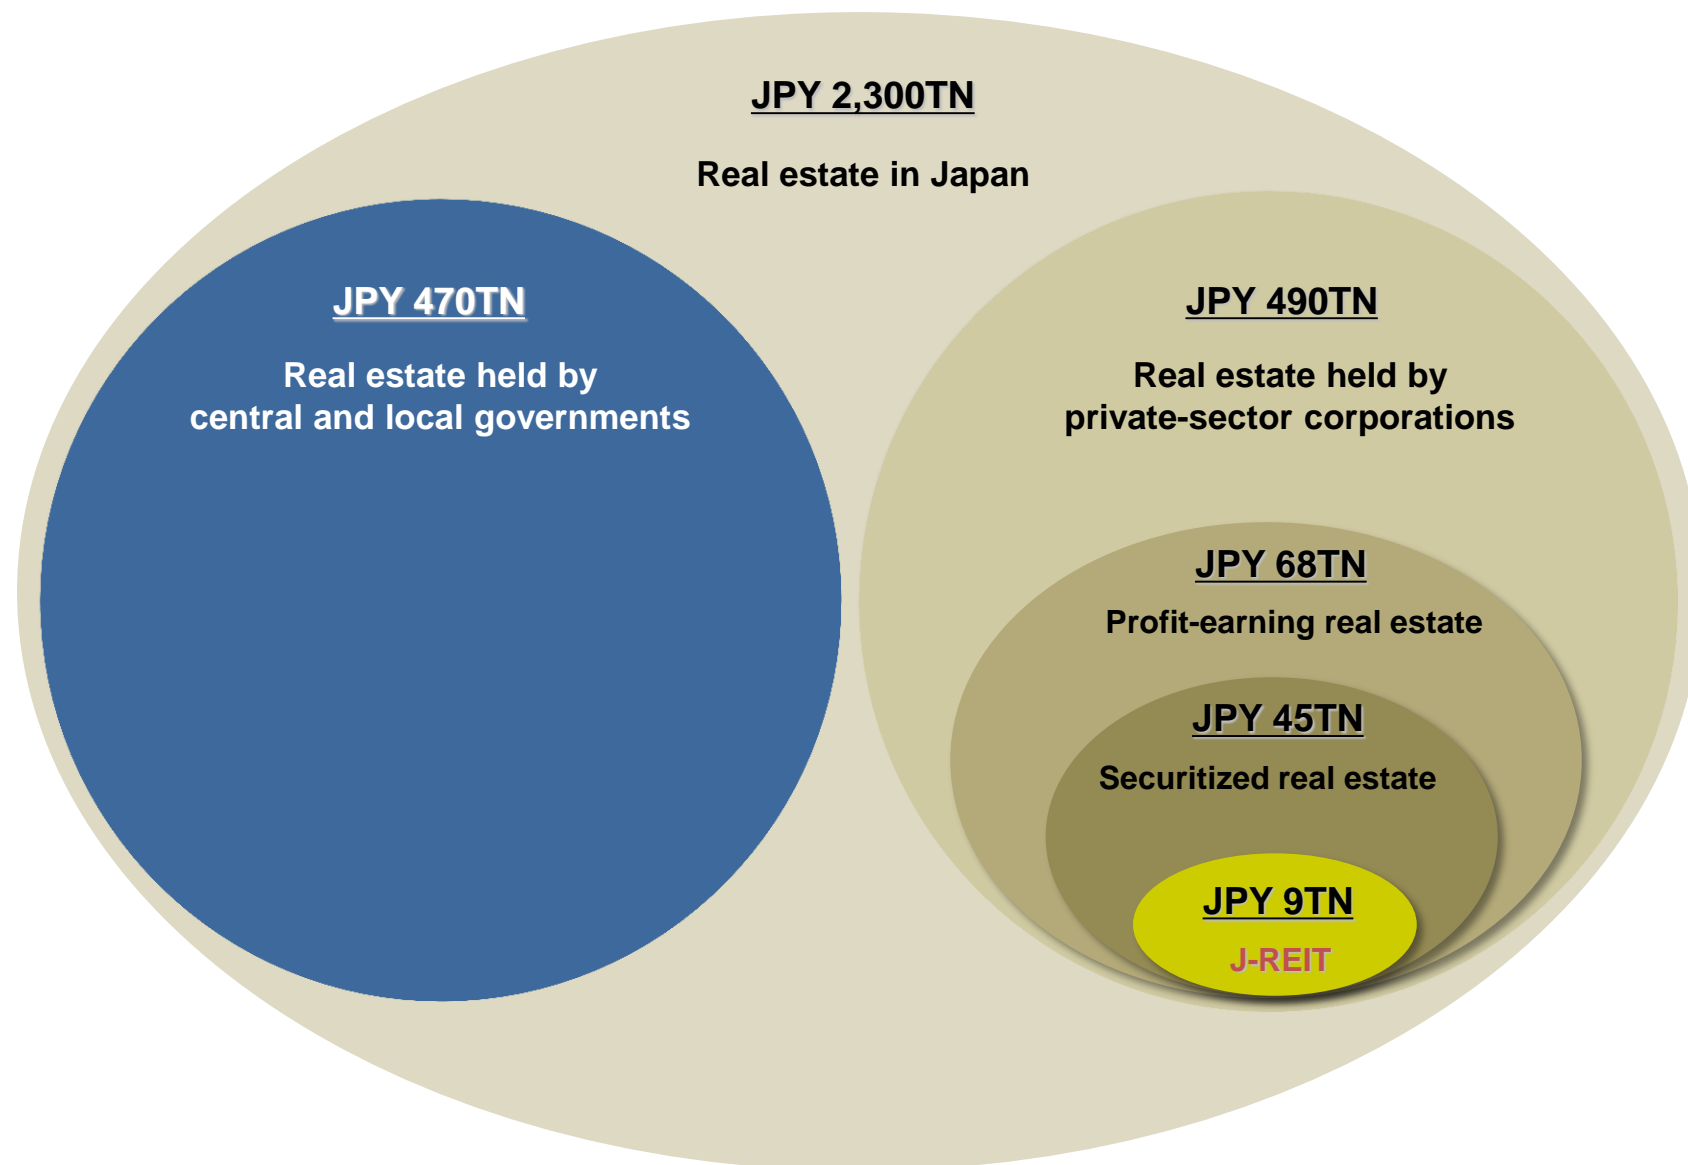 JPY 2,300TN
Real estate in Japan
JPY 470TN
Real estate held by
central and local governments
JPY 490TN
Real estate held by
private-sector corporations
JPY 68TN
Profit-earning real estate
JPY 45TN
Securitized real estate
JPY 9TN
J-REIT